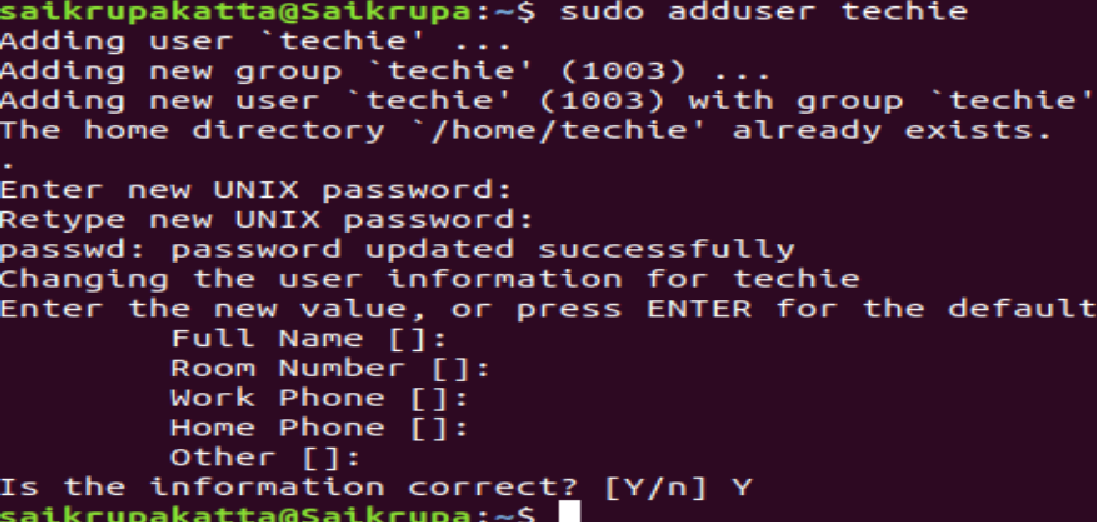 saikrupakatta@Saikrupa:~$ sudo adduser techie
Adding user `techie' ...
Adding new group `techie' (1003) ...
Adding new user `techie' (1003) with group `techie'
The home directory `/home/techie' already exists.
.
Enter new UNIX password:
Retype new UNIX password:
passwd: password updated successfully
Changing the user information for techie
Enter the new value, or press ENTER for the default
Full Name []:
Room Number []:
Work Phone []:
Home Phone []:
Other []:
Is the information correct? [Y/n] Y
saikrupakatta@Saikrupa:~$